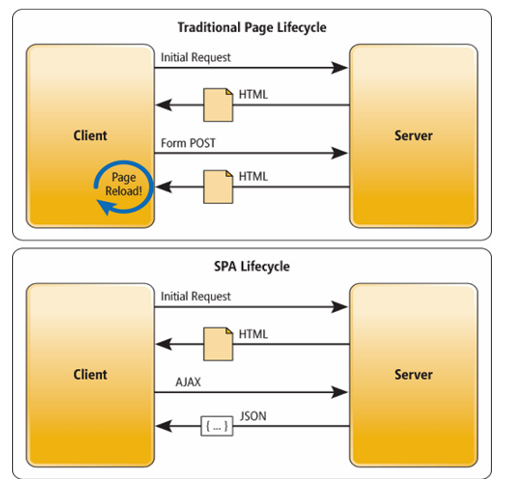 Traditional Page Lifecycle
Initial Request
HTML
Client
Server
Form POST
HTML
Page
Reload!
SPA Lifecycle
Initial Request
HTML
Client
Server
AJAX
JSON
{ ... }